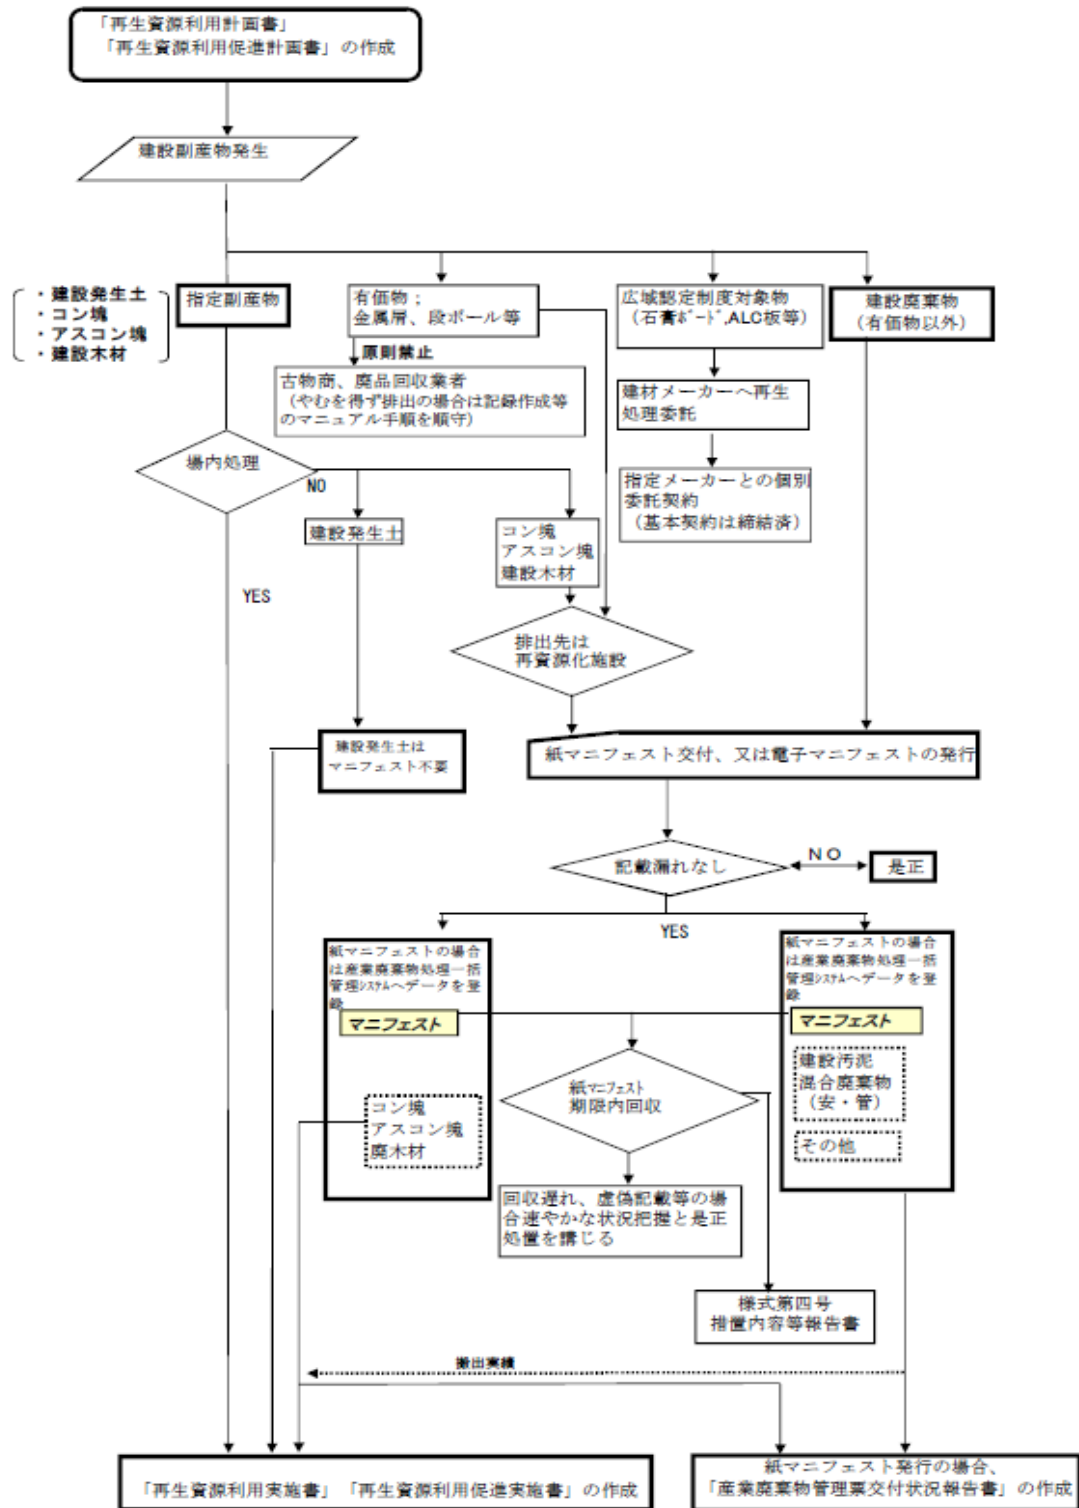 「再生資源利用計画書」
「再生資源利用促進計画書」の作成
建設副産物発生
・建設発生土
・コン塊
・アスコン塊
・建設木材
指定副産物
有価物；
金属屑、段ボール等
広域認定制度対象物
（石膏ﾎﾞｰﾄﾞ,ALC板等）
建設廃棄物
（有価物以外）
原則禁止
古物商、廃品回収業者
（やむを得ず排出の場合は記録作成等
のマニュアル手順を順守）
建材メーカーへ再生
処理委託
場内処理
NO
指定メーカーとの個別
委託契約
（基本契約は締結済）
建設発生土
コン塊
アスコン塊
建設木材
YES
排出先は
再資源化施設
建設発生土は
マニフェスト不要
紙マニフェスト交付、又は電子マニフェストの発行
記載漏れなし
NO
是正
YES
紙マニフェストの場合
は産業廃棄物処理一括
管理ｼｽﾃﾑへデータを登
録
マニフェスト
コン塊
アスコン塊
廃木材
紙マニフェストの場合
は産業廃棄物処理一括
管理ｼｽﾃﾑへデータを登
録
マニフェスト
建設汚泥
混合廃棄物
（安・管）
その他
紙ﾏﾆﾌｪｽﾄ
期限内回収
回収遅れ、虚偽記載等の場
合速やかな状況把握と是正
処置を講じる
様式第四号
措置内容等報告書
搬出実績
「再生資源利用実施書」「再生資源利用促進実施書」の作成
紙マニフェスト発行の場合、
「産業廃棄物管理票交付状況報告書」の作成